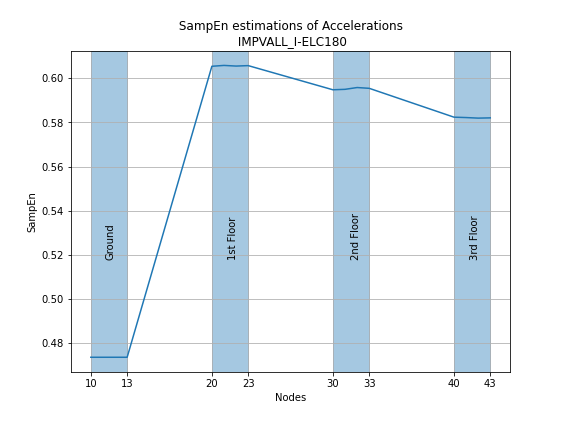 SampEn estimations of Accelerations
IMPVALL_I-ELC180
0.60
0.58
0.56
0.54
0.52
0.50
0.48
SampEn
Ground
1st Floor
2nd Floor
3rd Floor
10 13 20 23 30 33 40 43
Nodes